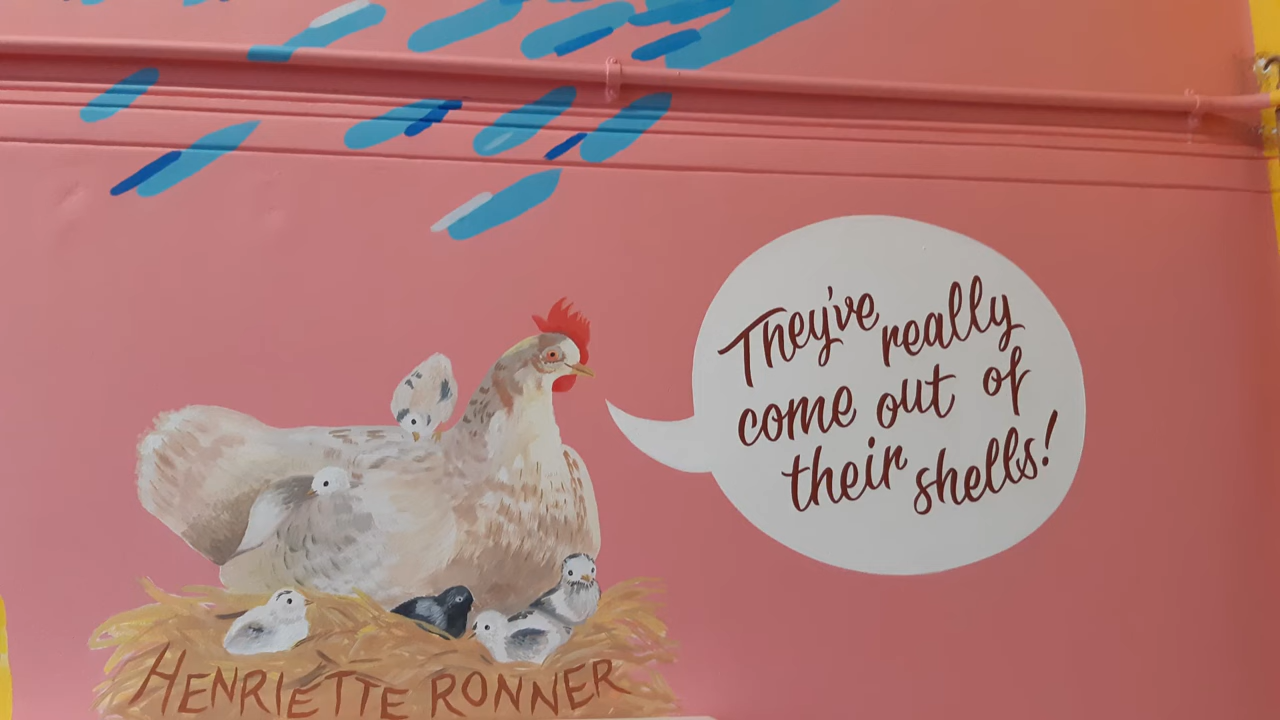 They've really
come out of
their shells!
HENRIETTE RONNER